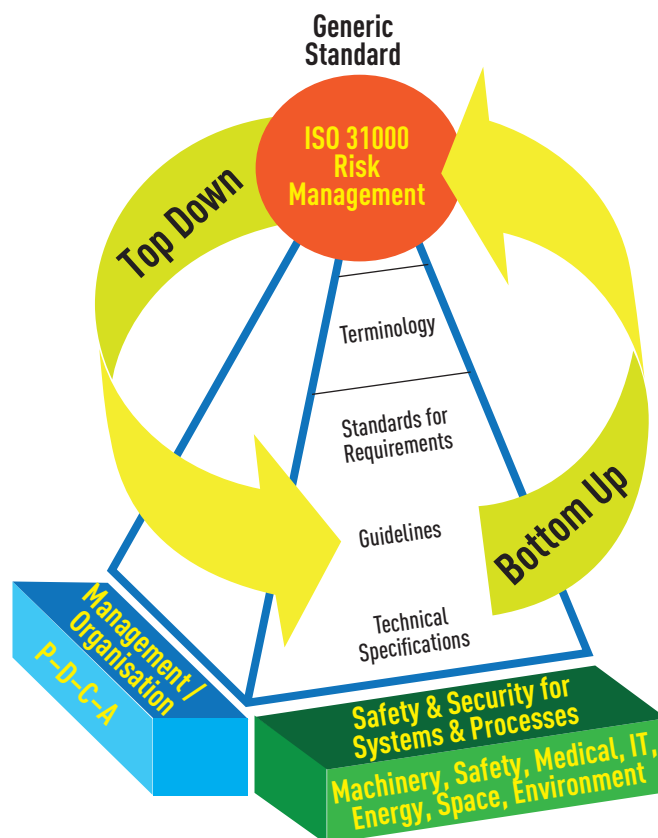 Generic
Standard
ISO 31000
Risk
Management
Top Down
Terminology
Standards for
Requirements
Guidelines
Bottom Up
Technical
Specifications
Management /
Organisation
P–D–C–A
Safety & Security for
Systems & Processes
Machinery, Safety, Medical, IT,
Energy, Space, Environment